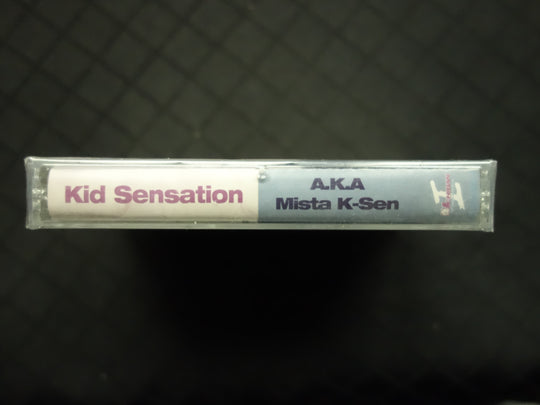 Kid Sensation
A.K.A
Mista K-Sen